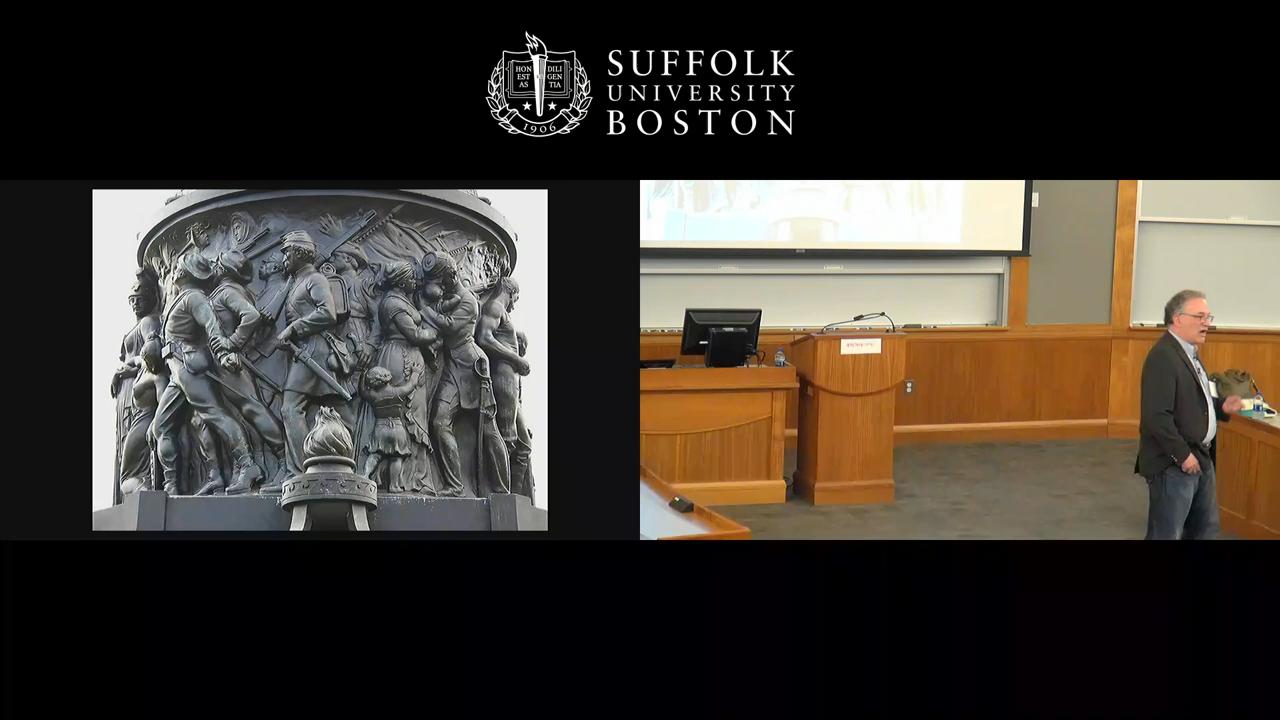 HON
EST
AS
DILI
GEN
TIA
1906
SUFFOLK
UNIVERSITY
BOSTON